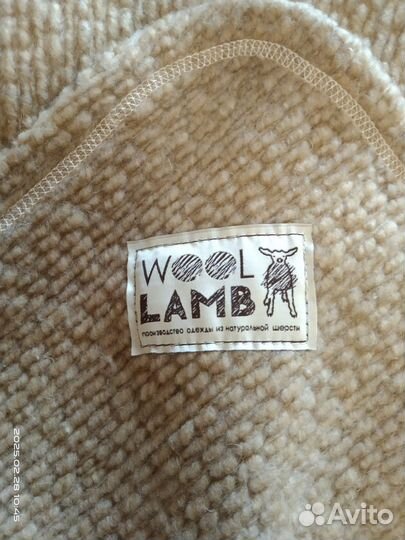 WOOL
LAMB
производство одежды из натуральной шерсти
2025.02.28 10:45
Avito